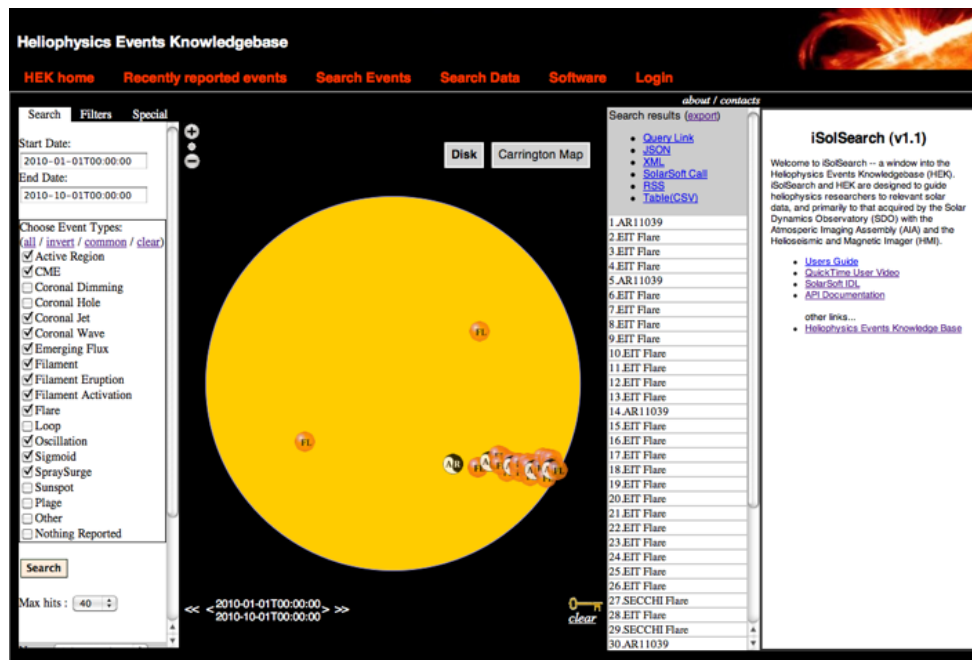 Heliophysics Events Knowledgebase
HEK home Recently reported events Search Events Search Data Software Login
about / contacts
Search Filters Special
Start Date:
2010-01-01T00:00:00
End Date:
2010-10-01T00:00:00
Choose Event Types:
(all / invert / common / clear)
Active Region
CME
Coronal Dimming
Coronal Hole
Coronal Jet
Coronal Wave
Emerging Flux
Filament
Filament Eruption
Filament Activation
Flare
Loop
Oscillation
Sigmoid
SpraySurge
Sunspot
Plage
Other
Nothing Reported
Search
Max hits : 40
Disk Carrington Map
FL
FL
AR
<< < 2010-01-01T00:00:00 > >>
2010-10-01T00:00:00
clear
Search results (export)
Query Link
JSON
XML
SolarSoft Call
RSS
Table(CSV)
1.AR11039
2.EIT Flare
3.EIT Flare
4.EIT Flare
5.AR11039
6.EIT Flare
7.EIT Flare
8.EIT Flare
9.EIT Flare
10.EIT Flare
11.EIT Flare
12.EIT Flare
13.EIT Flare
14.AR11039
15.EIT Flare
16.EIT Flare
17.EIT Flare
18.EIT Flare
19.EIT Flare
20.EIT Flare
21.EIT Flare
22.EIT Flare
23.EIT Flare
24.EIT Flare
25.EIT Flare
26.EIT Flare
27.SECCHI Flare
28.EIT Flare
29.SECCHI Flare
30.AR11039
iSolSearch (v1.1)
Welcome to iSolSearch -- a window into the
Heliophysics Events Knowledgebase (HEK).
iSolSearch and HEK are designed to guide
heliophysics researchers to relevant solar
data, and primarily to that acquired by the Solar
Dynamics Observatory (SDO) with the
Atmosperic Imaging Assembly (AIA) and the
Helioseismic and Magnetic Imager (HMI).
Users Guide
QuickTime User Video
SolarSoft IDL
API Documentation
other links...
Heliophysics Events Knowledge Base